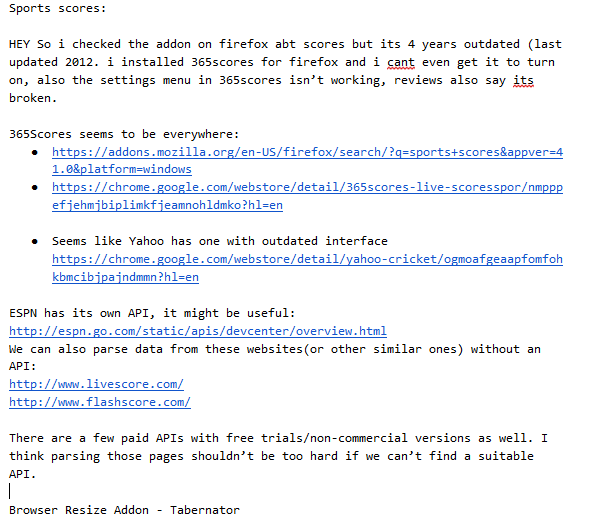 Sports scores:
HEY So i checked the addon on firefox abt scores but its 4 years outdated (last
updated 2012. i installed 365scores for firefox and i cant even get it to turn
on, also the settings menu in 365scores isn’t working, reviews also say its
broken.
365Scores seems to be everywhere:
● https://addons.mozilla.org/en-US/firefox/search/?q=sports+scores&appver=4
1.0&platform=windows
● https://chrome.google.com/webstore/detail/365scores-live-scoresspor/nmppp
efjehmjbiplimkfjeamnohldmko?hl=en
● Seems like Yahoo has one with outdated interface
https://chrome.google.com/webstore/detail/yahoo-cricket/ogmoafgeaapfomfoh
kbmcibjpajndmmn?hl=en
ESPN has its own API, it might be useful:
http://espn.go.com/static/apis/devcenter/overview.html
We can also parse data from these websites(or other similar ones) without an
API:
http://www.livescore.com/
http://www.flashscore.com/
There are a few paid APIs with free trials/non-commercial versions as well. I
think parsing those pages shouldn’t be too hard if we can’t find a suitable
API.
Browser Resize Addon - Tabernator